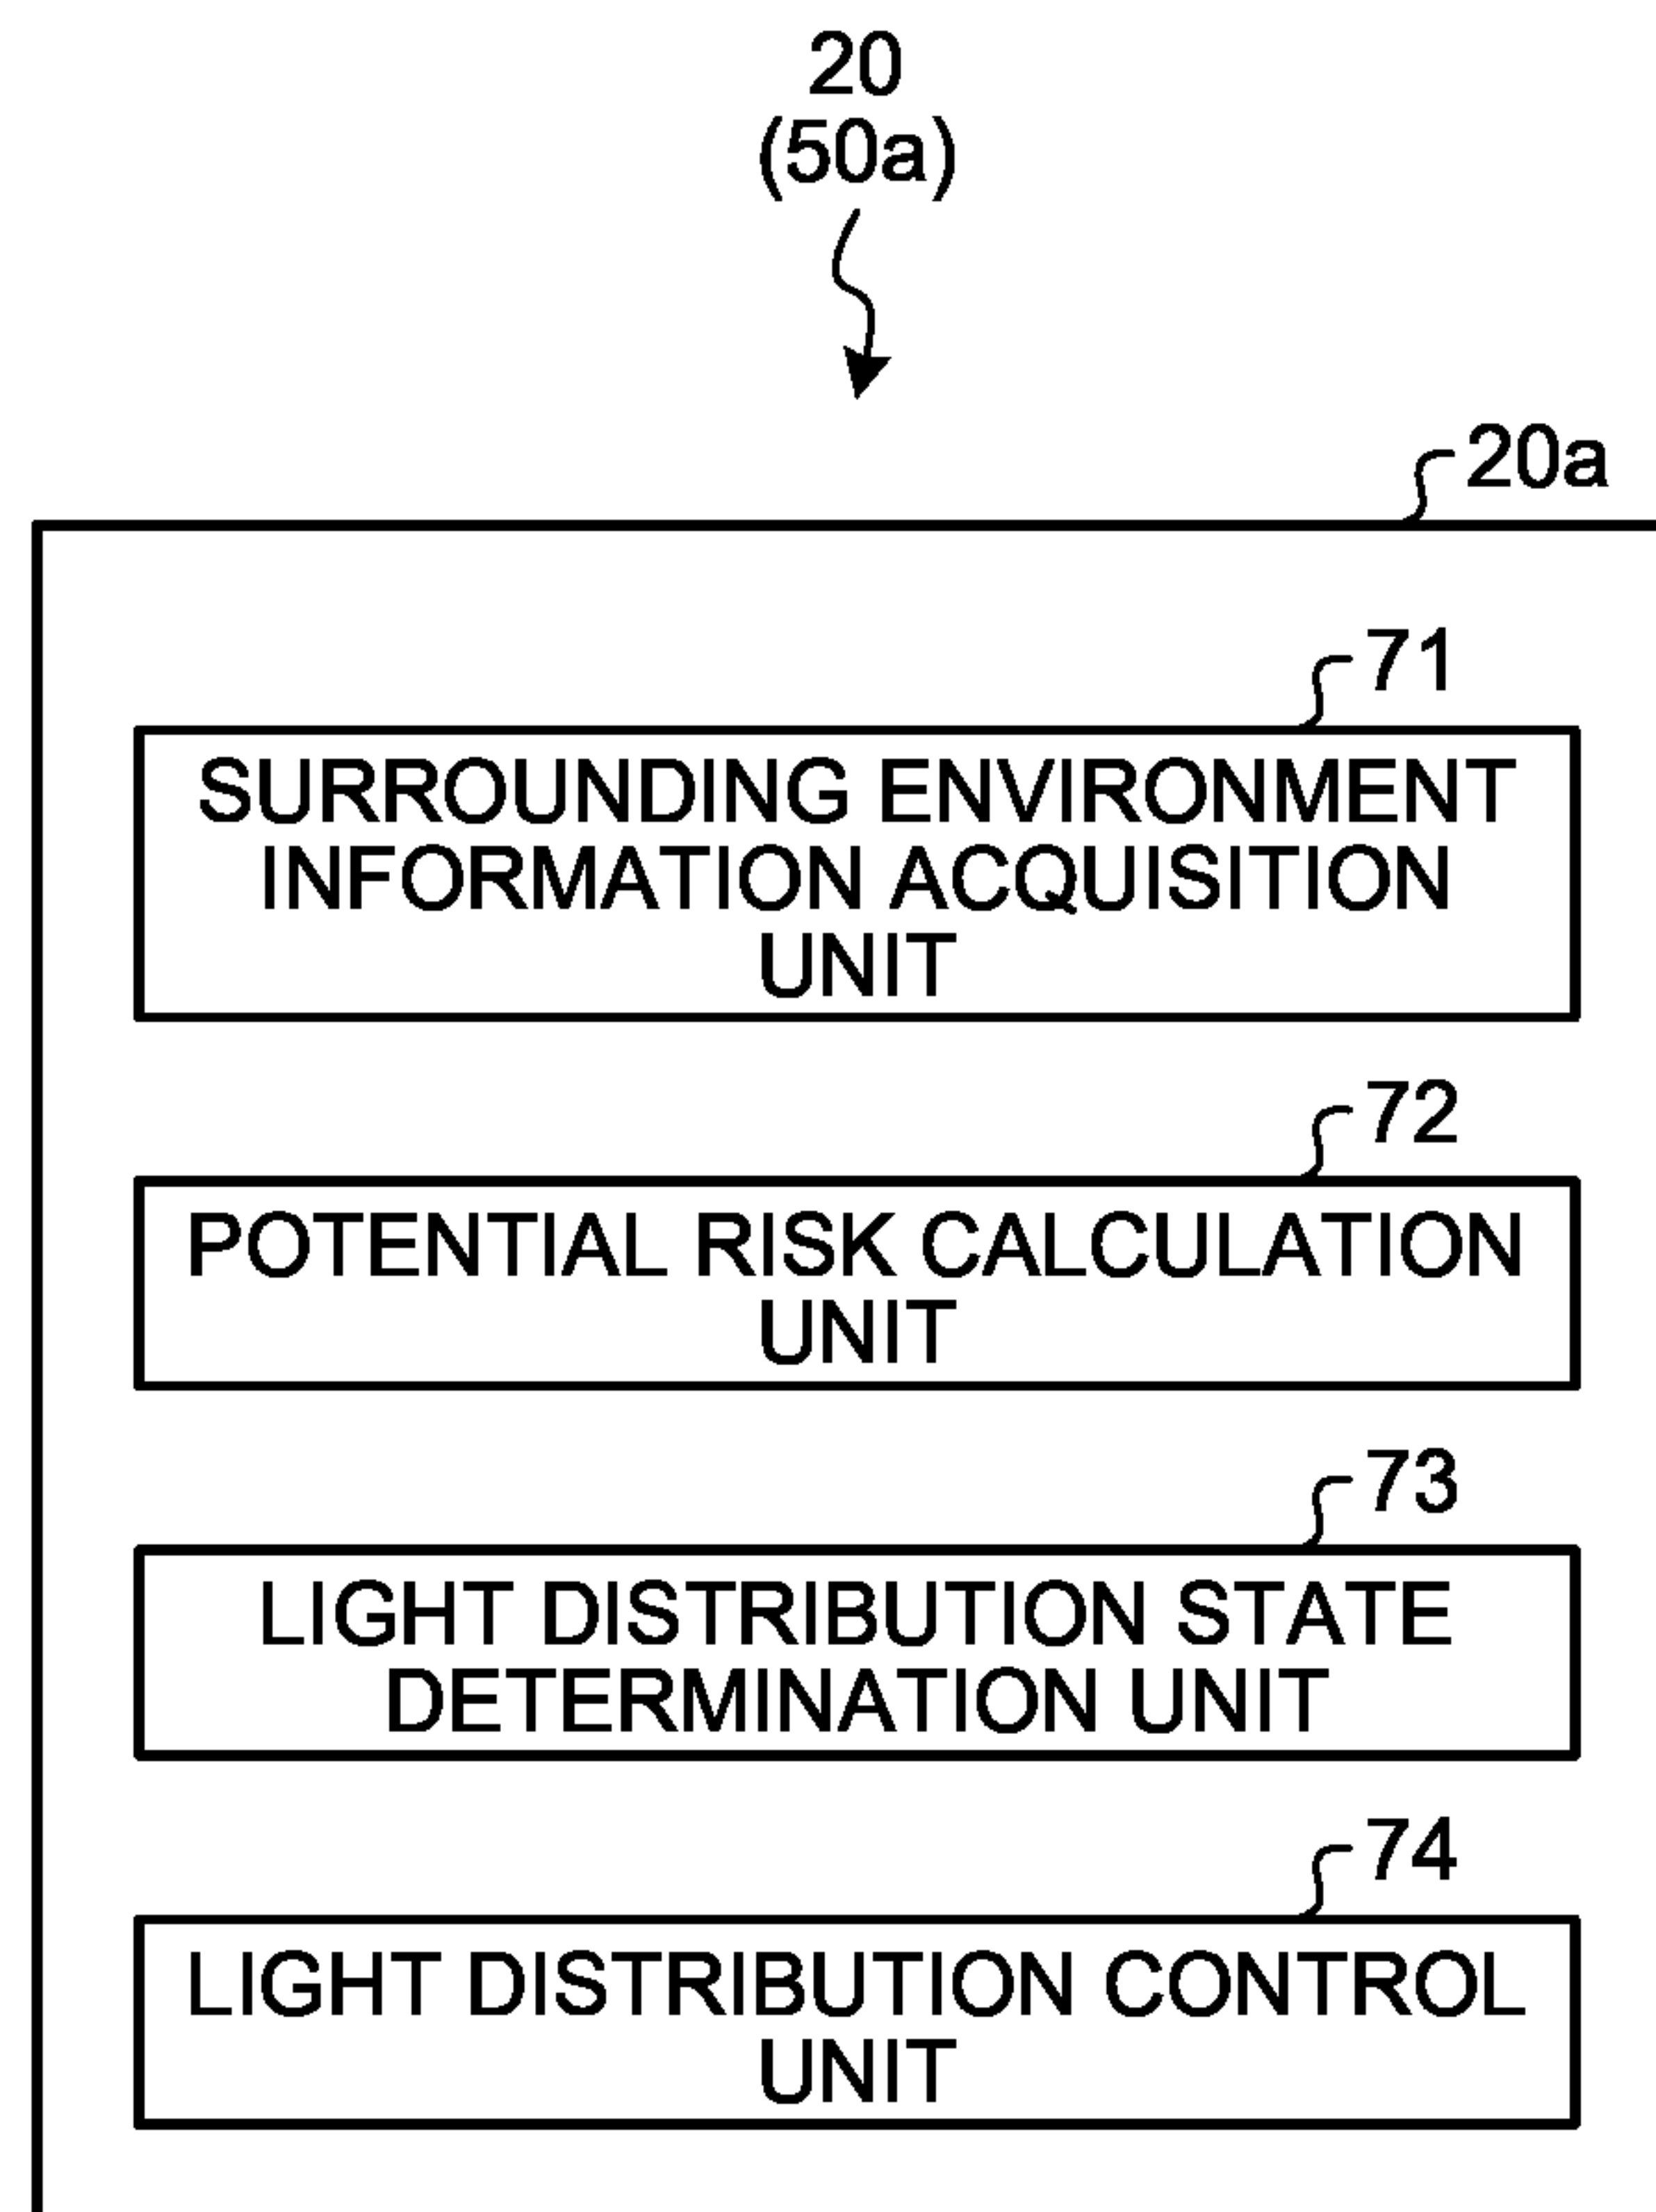 20
(50a)
20a
71
SURROUNDING ENVIRONMENT
INFORMATION ACQUISITION
UNIT
72
POTENTIAL RISK CALCULATION
UNIT
73
LIGHT DISTRIBUTION STATE
DETERMINATION UNIT
74
LIGHT DISTRIBUTION CONTROL
UNIT